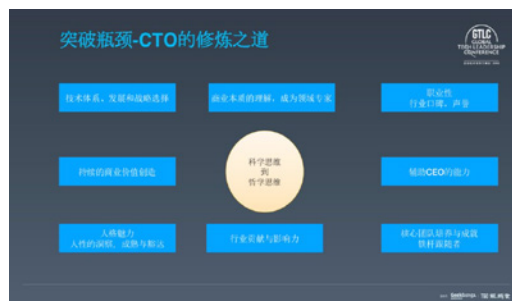 突破瓶颈-CTO的修炼之道
GTLC
GLOBAL
TECH LEADERSHIP
CONFERENCE
技术体系、发展和战略选择
商业本质的理解，成为领域专家
职业性
行业口碑、声誉
持续的商业价值创造
科学思维
到
哲学思维
辅助CEO的能力
人格魅力
人性的洞察、成熟与豁达
行业贡献与影响力
核心团队培养与成就
铁杆跟随者